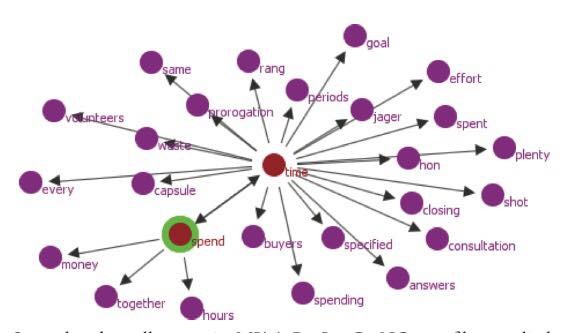 goal
same
rang
effort
periods
volunteers
prorogation
jager
spent
waste
plenty
hon
time
every
capsule
shot
closing
spend
buyers
specified
consultation
money
answers
together
hours
spending